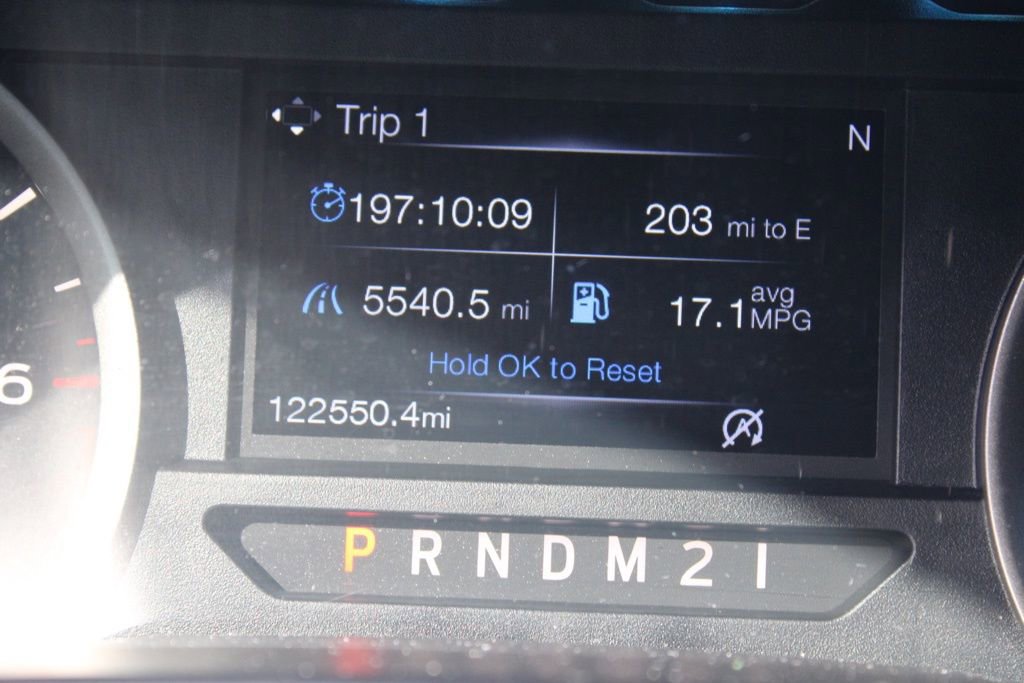 Trip 1
N
197:10:09
203 mi to E
5540.5 mi
17.1 avg MPG
Hold OK to Reset
122550.4mi
A
6
P R N D M 2 1